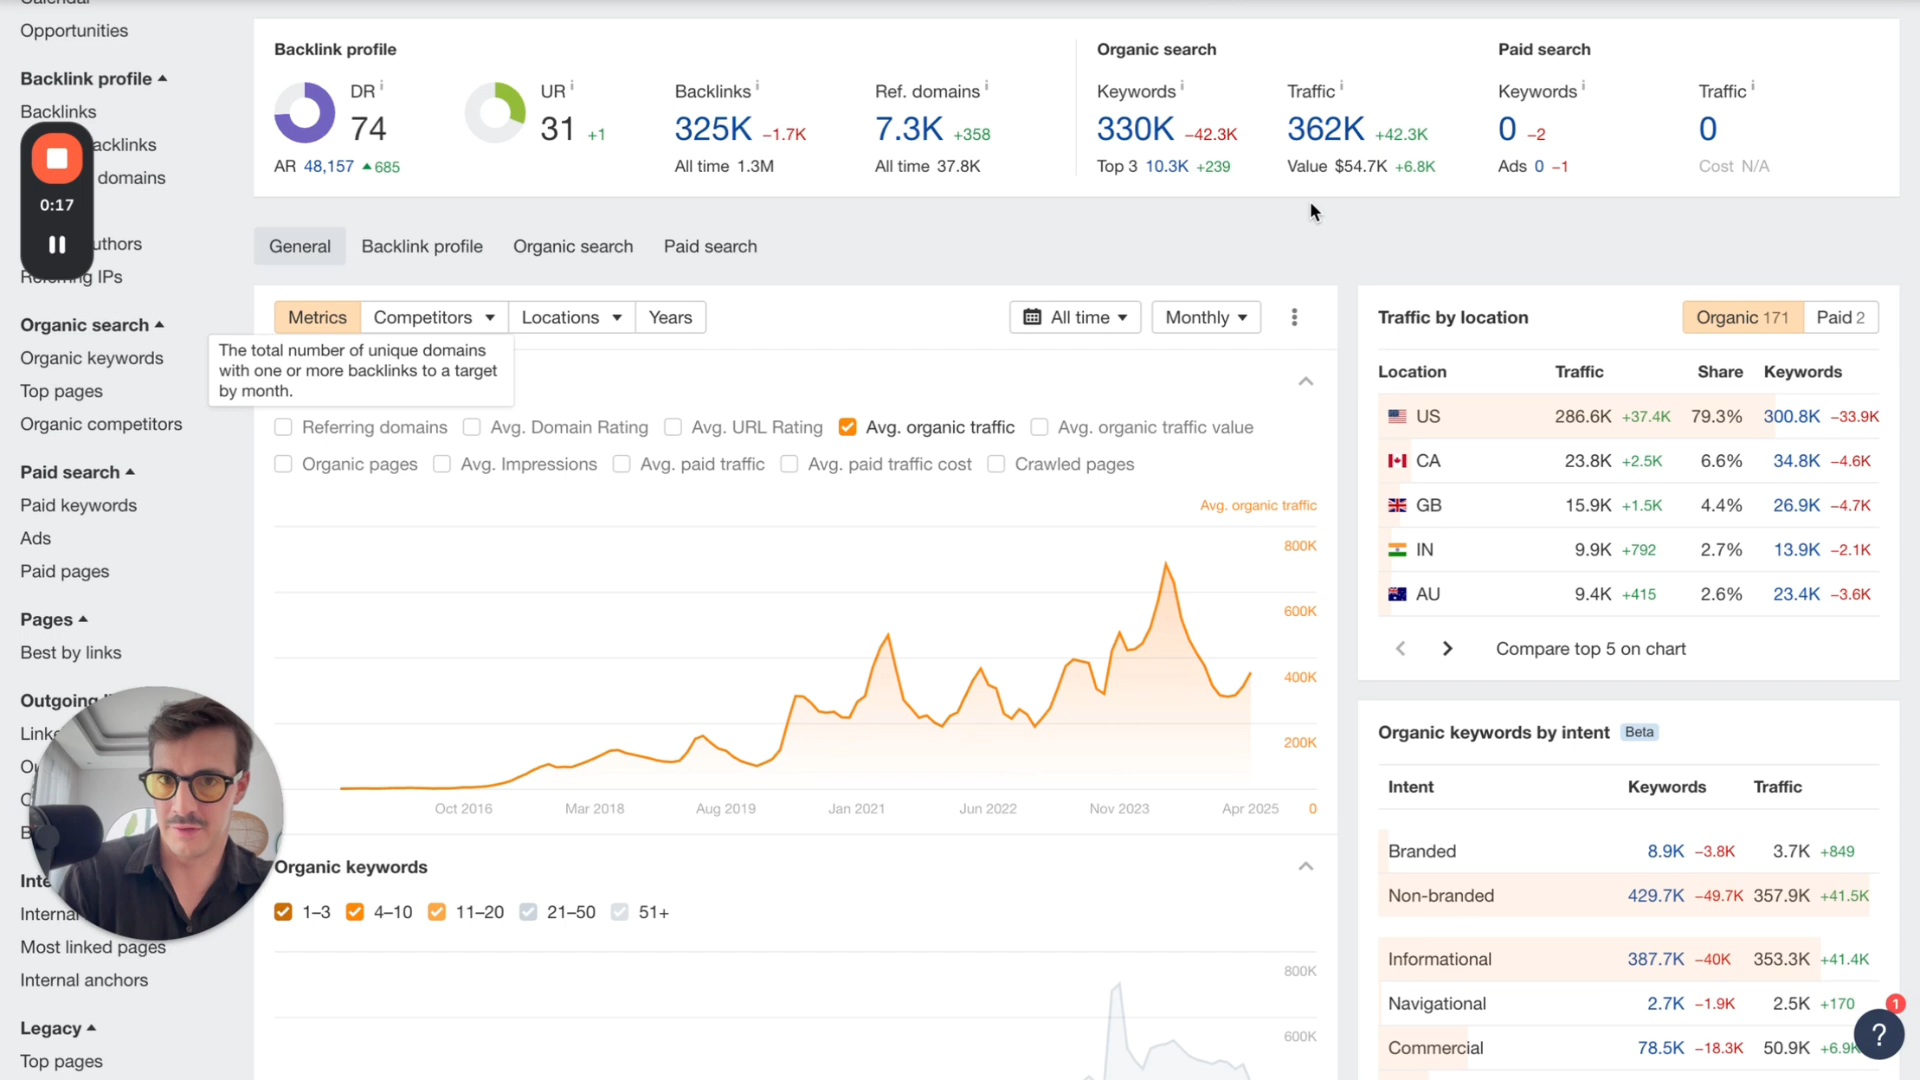 Calendar
Opportunities
Backlink profile
Backlinks
acklinks
domains
uthors
Referring IPs
Organic search
Organic keywords
Top pages
Organic competitors
Paid search
Paid keywords
Ads
Paid pages
Pages
Best by links
Outgoing
Linke
Internal
Most linked pages
Internal anchors
Legacy
Top pages
0:17
Backlink profile
DR i
74
AR 48,157 685
UR i
31 +1
Backlinks i
325K −1.7K
All time 1.3M
Ref. domains i
7.3K +358
All time 37.8K
Organic search
Keywords i
330K −42.3K
Top 3 10.3K +239
Traffic i
362K +42.3K
Value $54.7K +6.8K
Paid search
Keywords i
0 −2
Ads 0 −1
Traffic i
0
Cost N/A
General Backlink profile Organic search Paid search
Metrics Competitors Locations Years
All time Monthly
The total number of unique domains
with one or more backlinks to a target
by month.
Referring domains Avg. Domain Rating Avg. URL Rating Avg. organic traffic Avg. organic traffic value
Organic pages Avg. Impressions Avg. paid traffic Avg. paid traffic cost Crawled pages
Avg. organic traffic
800K
600K
400K
200K
0
Oct 2016 Mar 2018 Aug 2019 Jan 2021 Jun 2022 Nov 2023 Apr 2025
Organic keywords
1–3 4–10 11–20 21–50 51+
800K
600K
Traffic by location
Organic 171 Paid 2
Location Traffic Share Keywords
US 286.6K +37.4K 79.3% 300.8K −33.9K
CA 23.8K +2.5K 6.6% 34.8K −4.6K
GB 15.9K +1.5K 4.4% 26.9K −4.7K
IN 9.9K +792 2.7% 13.9K −2.1K
AU 9.4K +415 2.6% 23.4K −3.6K
Compare top 5 on chart
Organic keywords by intent Beta
Intent Keywords Traffic
Branded 8.9K −3.8K 3.7K +849
Non-branded 429.7K −49.7K 357.9K +41.5K
Informational 387.7K −40K 353.3K +41.4K
Navigational 2.7K −1.9K 2.5K +170
Commercial 78.5K −18.3K 50.9K +6.9K
1
?